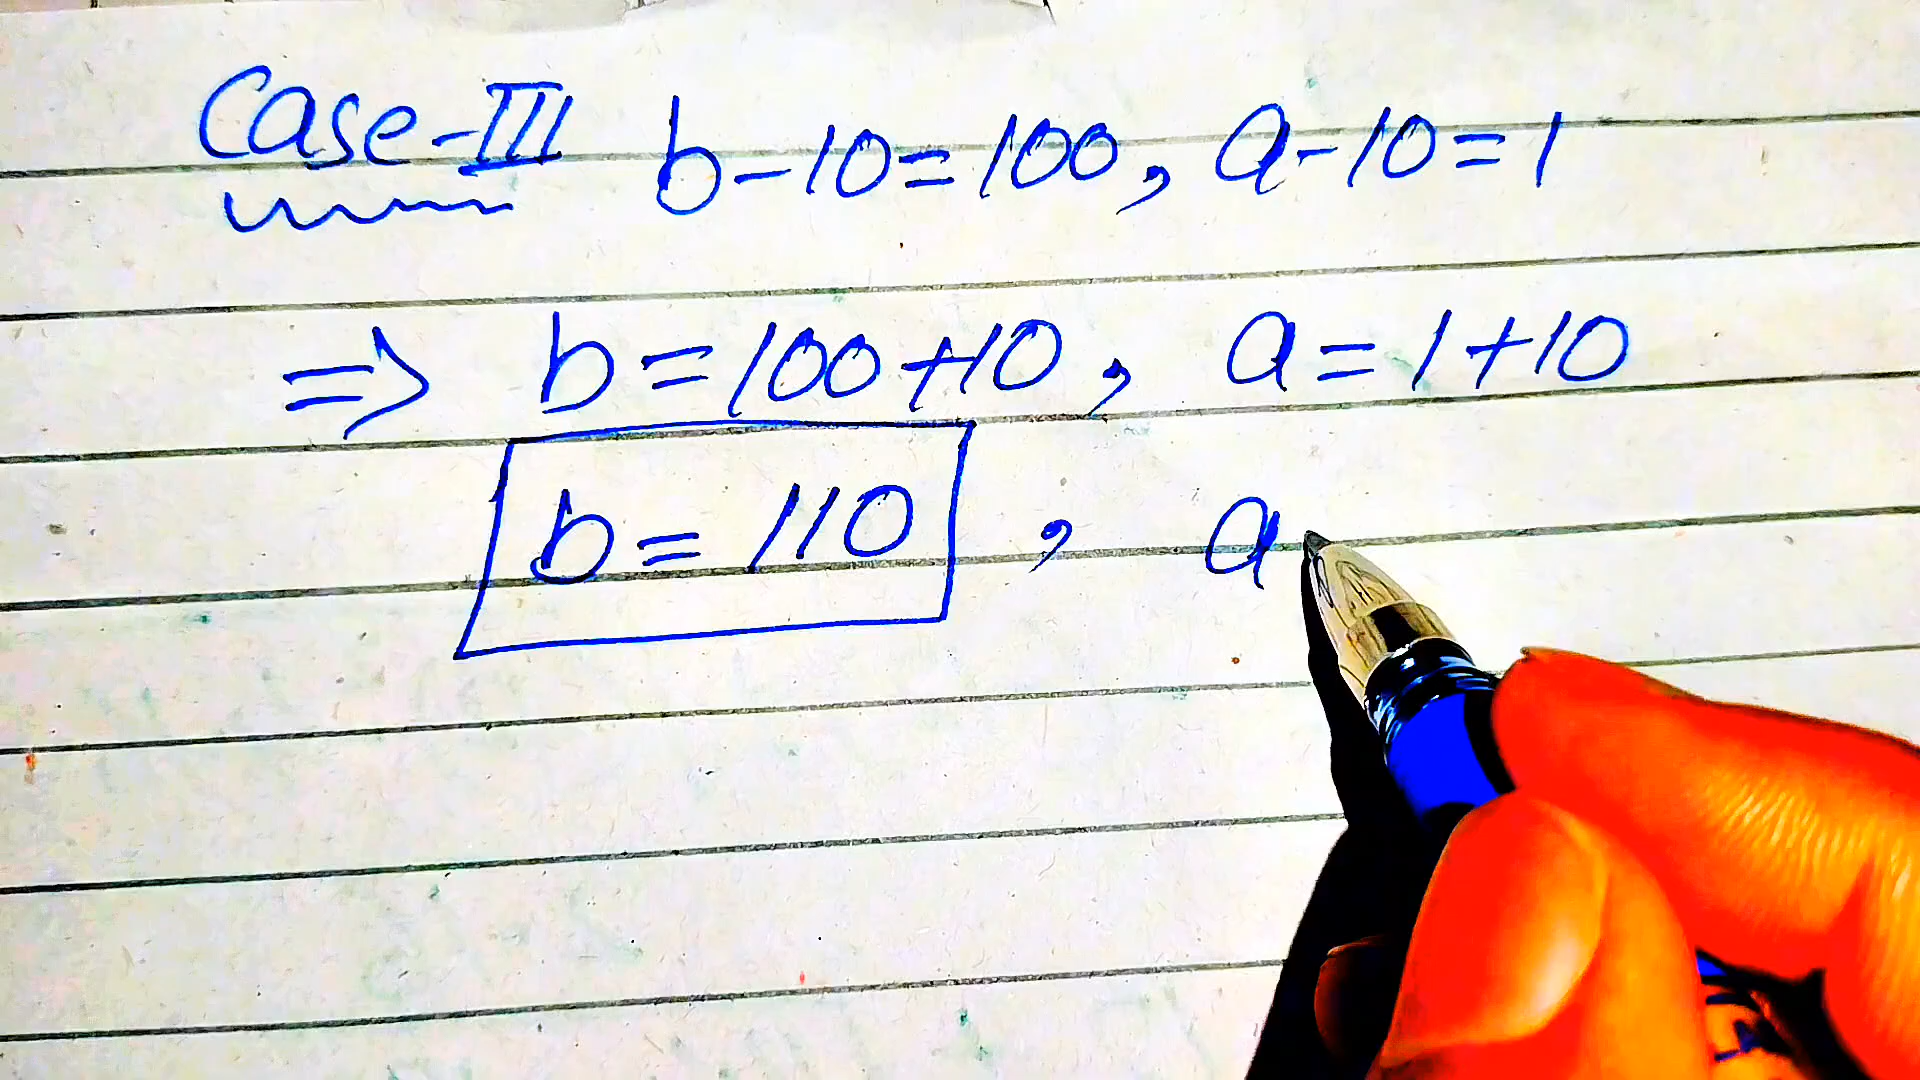 Case-III b-10=100, a-10=1
=> b=100+10, a=1+10
b=110, a